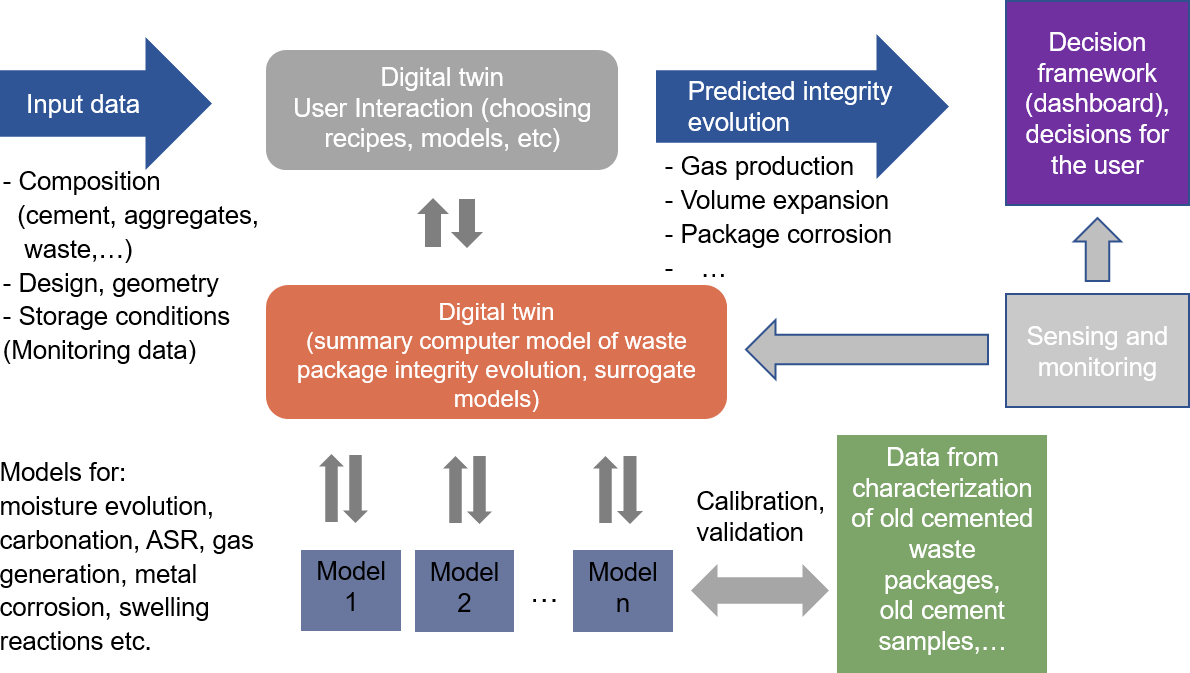 Input data
- Composition
(cement, aggregates,
waste,…)
- Design, geometry
- Storage conditions
(Monitoring data)
Digital twin
User Interaction (choosing
recipes, models, etc)
Predicted integrity
evolution
- Gas production
- Volume expansion
- Package corrosion
- …
Decision
framework
(dashboard),
decisions for
the user
Digital twin
(summary computer model of waste
package integrity evolution, surrogate
models)
Sensing and
monitoring
Models for:
moisture evolution,
carbonation, ASR, gas
generation, metal
corrosion, swelling
reactions etc.
Model
1
Model
2
…
Model
n
Calibration,
validation
Data from
characterization
of old cemented
waste
packages,
old cement
samples,…